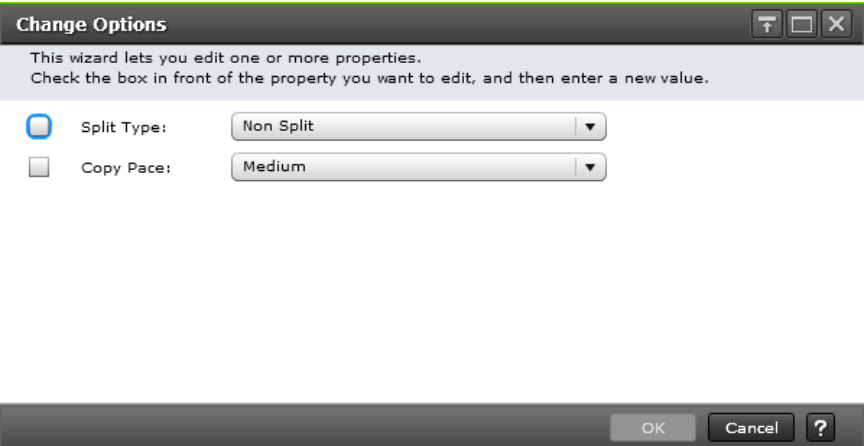 Change Options
This wizard lets you edit one or more properties.
Check the box in front of the property you want to edit, and then enter a new value.
Split Type: Non Split
Copy Pace: Medium
OK Cancel ?